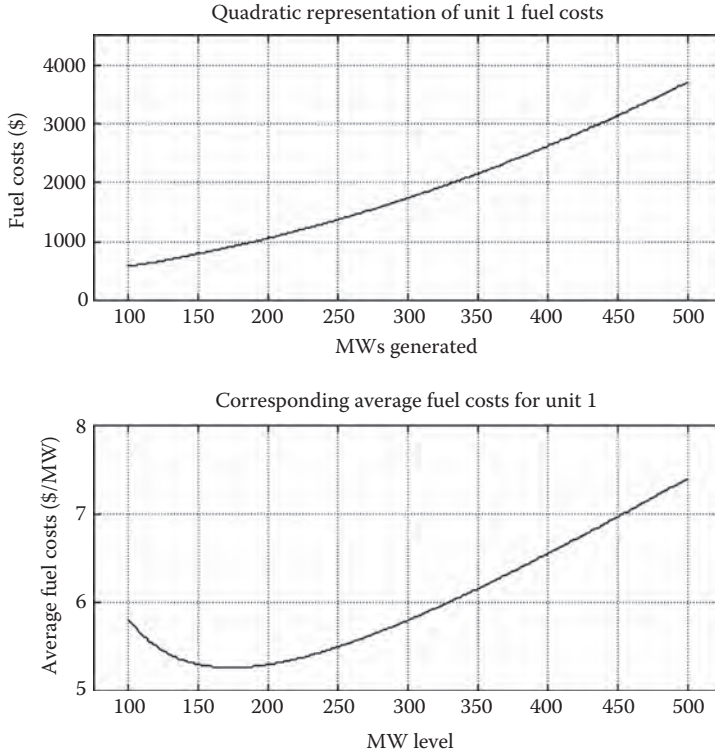 Quadratic representation of unit 1 fuel costs
Fuel costs ($)
4000
3000
2000
1000
0
100 150 200 250 300 350 400 450 500
MWs generated
Corresponding average fuel costs for unit 1
Average fuel costs ($/MW)
8
7
6
5
100 150 200 250 300 350 400 450 500
MW level